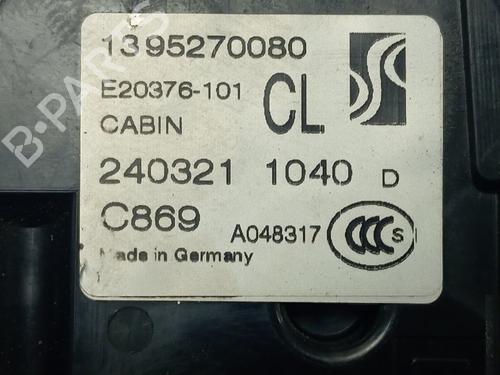 1395270080
E20376-101
CABIN
CL
240321 1040 D
C869
A048317
CCC S
Made in Germany
B-PARTS